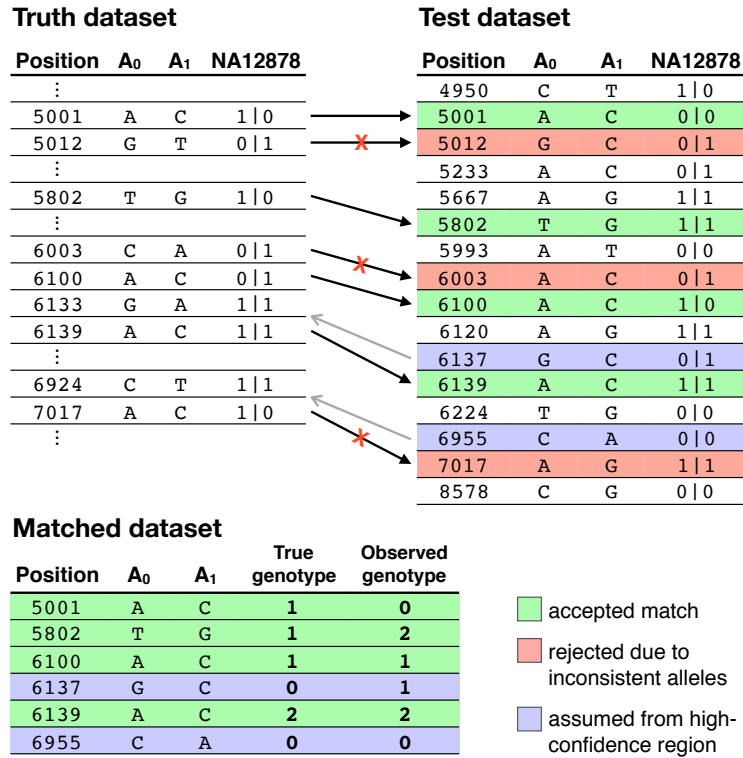 Truth dataset
Position A0 A1 NA12878
⋮
5001 A C 1|0
5012 G T 0|1
⋮
5802 T G 1|0
⋮
6003 C A 0|1
6100 A C 0|1
6133 G A 1|1
6139 A C 1|1
⋮
6924 C T 1|1
7017 A C 1|0
⋮
Test dataset
Position A0 A1 NA12878
4950 C T 1|0
5001 A C 0|0
5012 G C 0|1
5233 A C 0|1
5667 A G 1|1
5802 T G 1|1
5993 A T 0|0
6003 A C 0|1
6100 A C 1|0
6120 A G 1|1
6137 G C 0|1
6139 A C 1|1
6224 T G 0|0
6955 C A 0|0
7017 A G 1|1
8578 C G 0|0
Matched dataset
Position A0 A1 True genotype Observed genotype
5001 A C 1 0
5802 T G 1 2
6100 A C 1 1
6137 G C 0 1
6139 A C 2 2
6955 C A 0 0
accepted match
rejected due to
inconsistent alleles
assumed from high-
confidence region